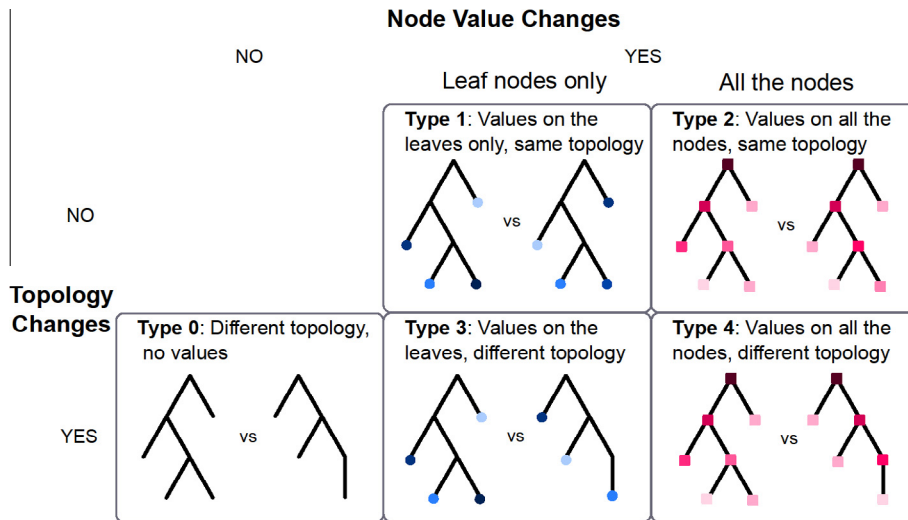 Node Value Changes
NO
YES
Leaf nodes only
All the nodes
Type 1: Values on the
leaves only, same topology
vs
Type 2: Values on all the
nodes, same topology
vs
NO
Topology
Changes
Type 0: Different topology,
no values
vs
Type 3: Values on the
leaves, different topology
vs
Type 4: Values on all the
nodes, different topology
vs
YES